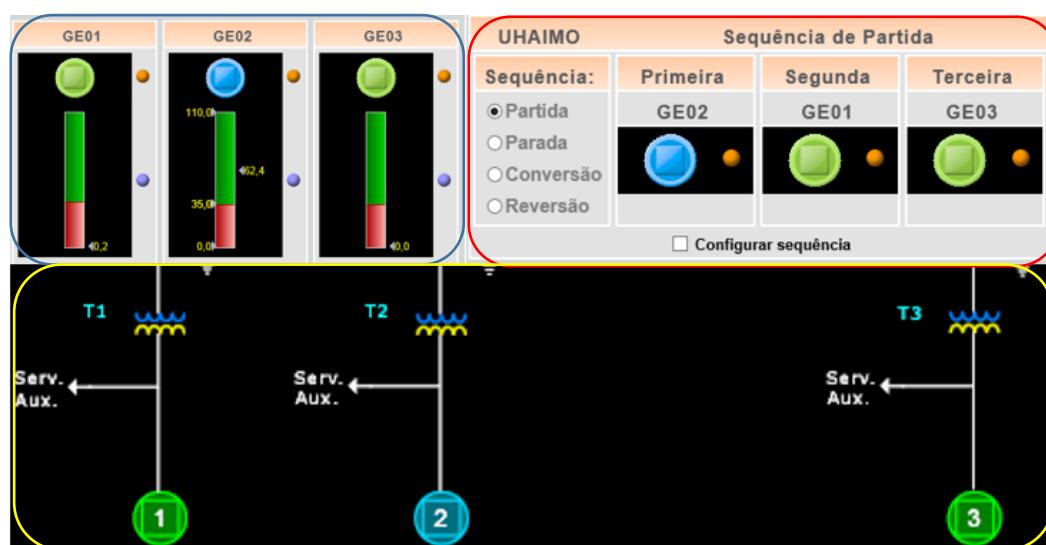 GE01
GE02
GE03
110,0
62,4
35,0
0,2
0,0
0,0
UHAIMO
Sequência de Partida
Sequência:
Primeira
Segunda
Terceira
Partida
GE02
GE01
GE03
Parada
Conversão
Reversão
Configurar sequência
T1
T2
T3
Serv.
Aux.
Serv.
Aux.
Serv.
Aux.
1
2
3